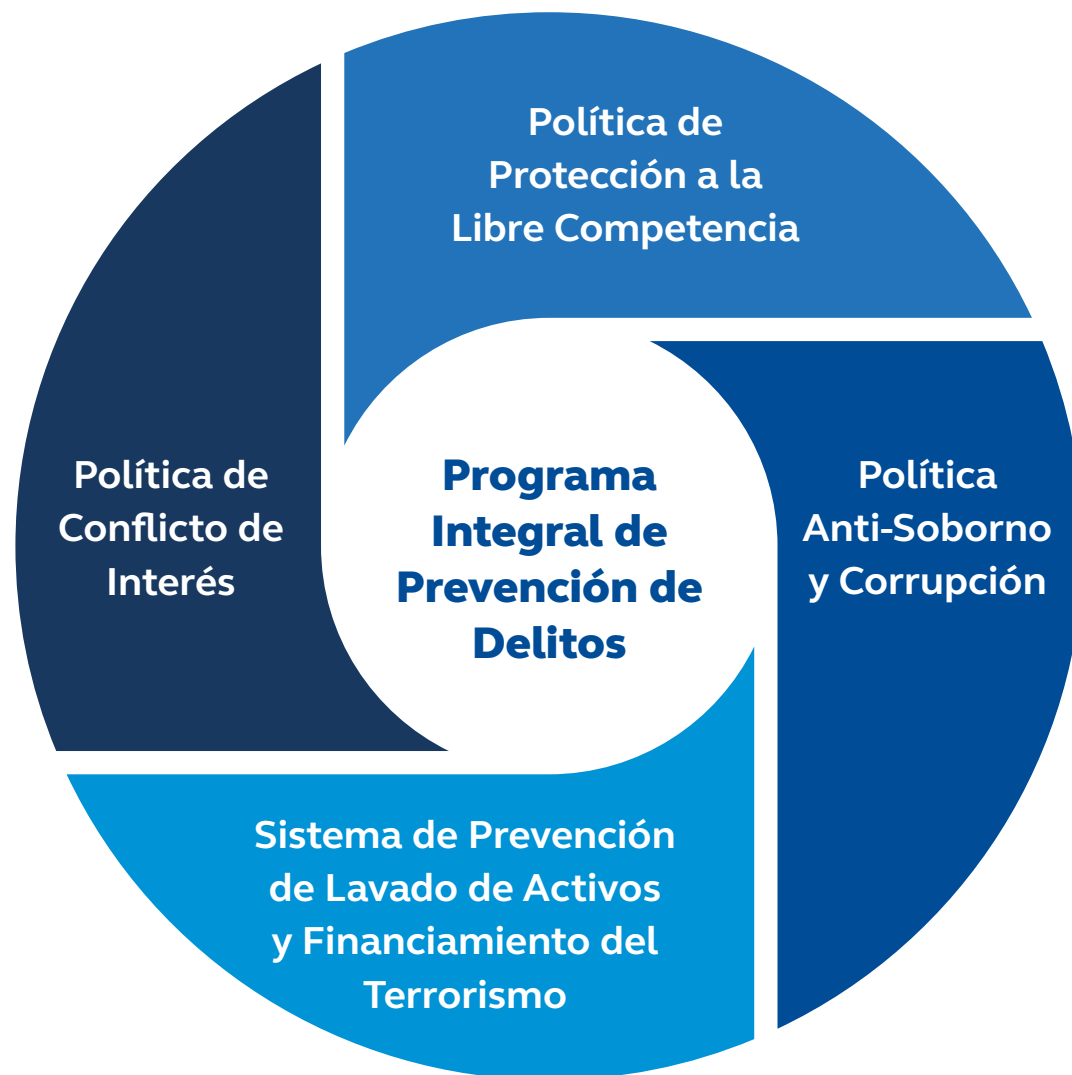 Política de
Protección a la
Libre Competencia
Política de
Conflicto de
Interés
Programa
Integral de
Prevención de
Delitos
Política
Anti-Soborno
y Corrupción
Sistema de Prevención
de Lavado de Activos
y Financiamiento del
Terrorismo